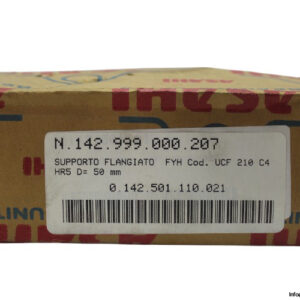 ASAHI
N.142.999.000.207
SUPPORTO FLANGIATO FYH Cod. UCF 210 C4
HR5 D= 50 mm
0.142.501.110.021